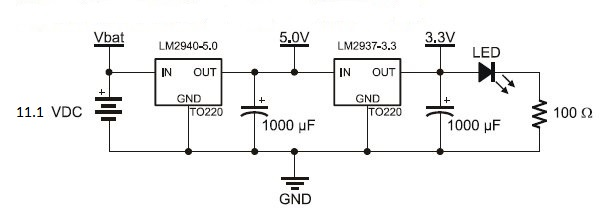 Vbat
5.0V
3.3V
LM2940-5.0
LM2937-3.3
LED
IN OUT
IN OUT
GND
GND
TO220
TO220
+
+
+
11.1 VDC
1000 µF
1000 µF
100 Ω
GND